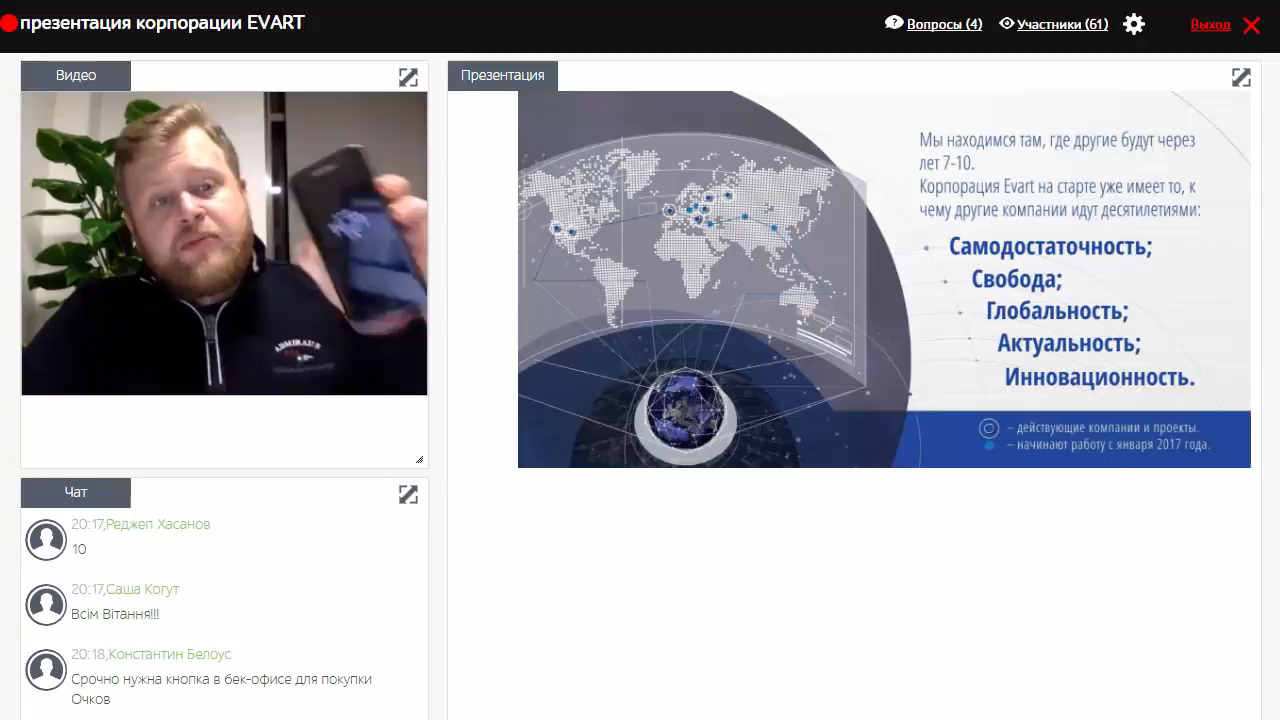 презентация корпорации EVART
Вопросы (4)
Участники (61)
Выход
Видео
Презентация
ADMIRALS
Мы находимся там, где другие будут через
лет 7-10.
Корпорация Evart на старте уже имеет то, к
чему другие компании идут десятилетиями:
Самодостаточность;
Свобода;
Глобальность;
Актуальность;
Инновационность.
– действующие компании и проекты.
– начинают работу с января 2017 года.
Чат
20:17,Реджеп Хасанов
10
20:17,Саша Когут
Всім Вітання!!!
20:18,Константин Белоус
Срочно нужна кнопка в бек-офисе для покупки
Очков